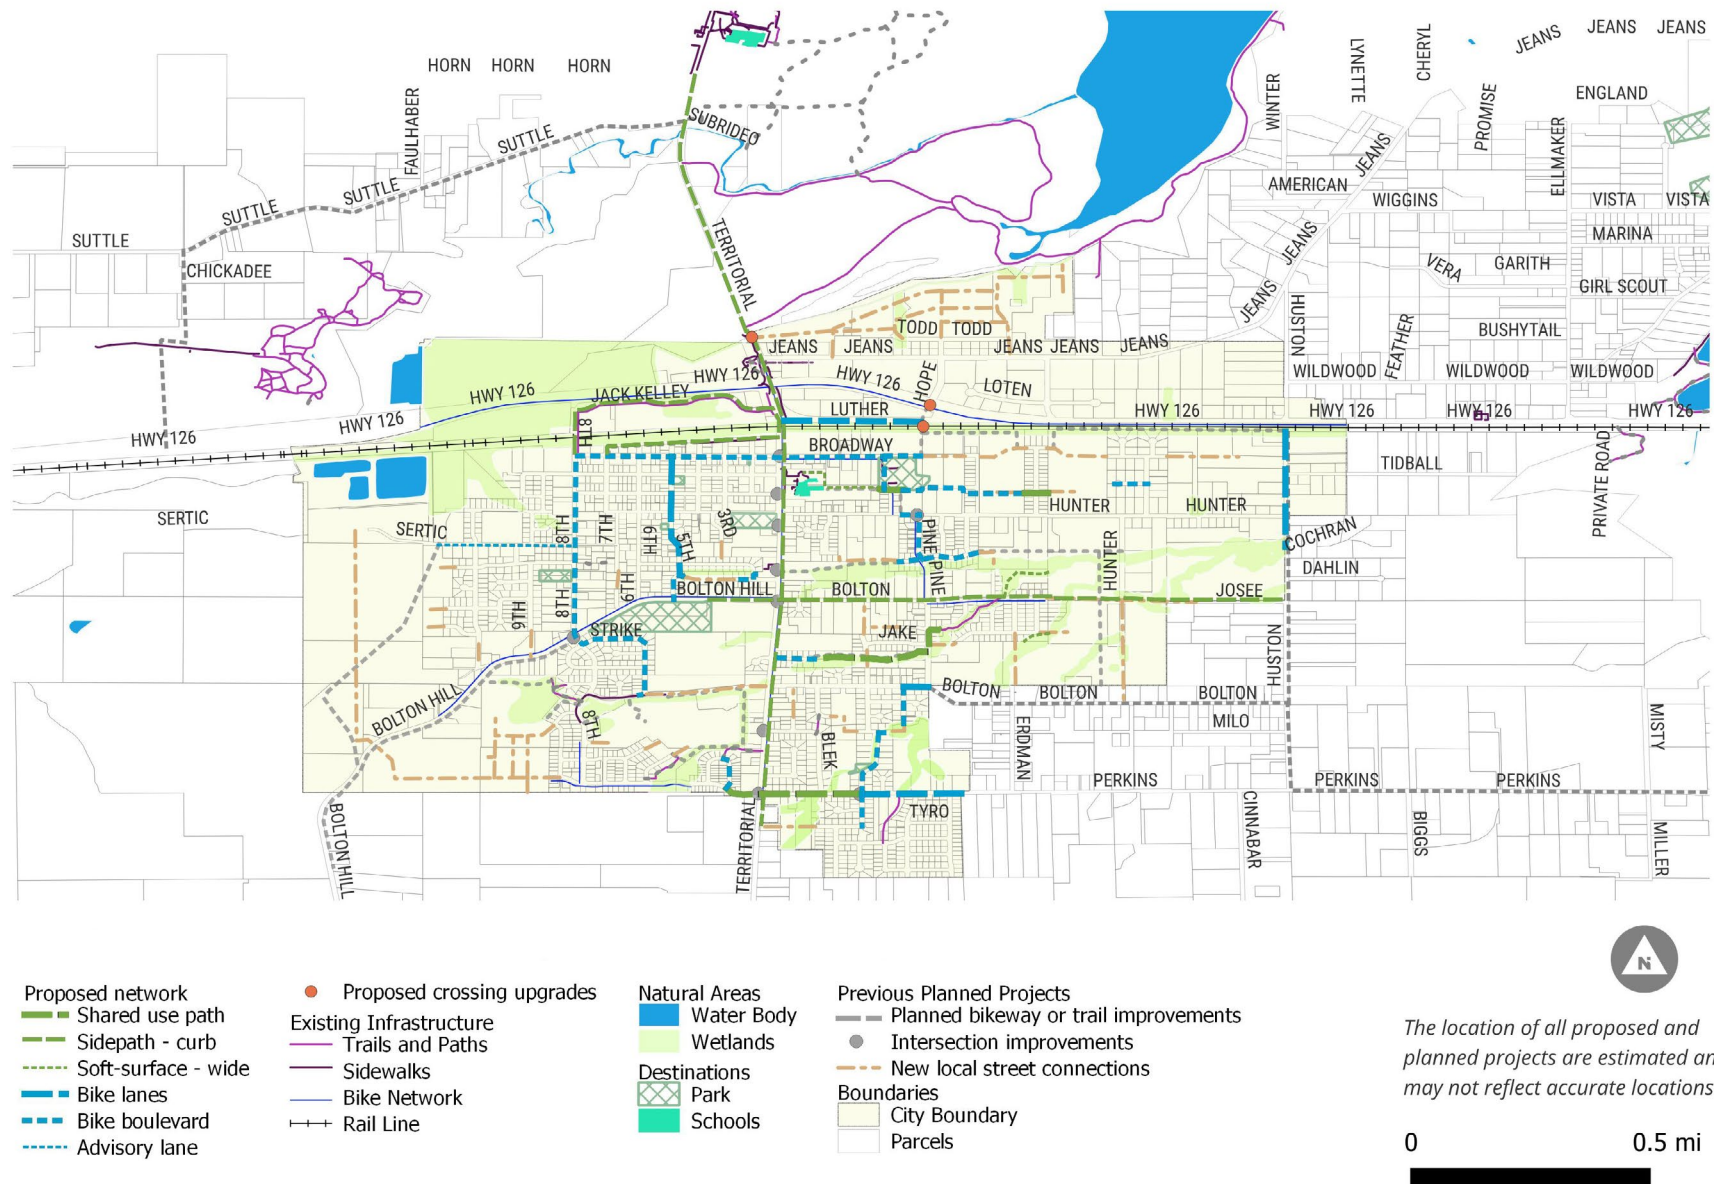 JEANS JEANS JEANS
HORN HORN HORN
LYNETTE
CHERYL
WINTER
ENGLAND
FAULHABER
SUTTLE
SUBRIDEO
PROMISE
ELLMAKER
JEANS
SUTTLE
AMERICAN
WIGGINS
VISTA VISTA
SUTTLE
SUTTLE
TERRITORIAL
MARINA
JEANS
CHICKADEE
VERA
GARITH
GIRL SCOUT
JEANS
HUSTON
TODD TODD
BUSHYTAIL
FEATHER
JEANS JEANS JEANS JEANS JEANS
WILDWOOD WILDWOOD WILDWOOD
HWY 126
HWY 126
HOPE
LOTEN
HWY 126
JACK KELLEY
LUTHER
HWY 126 HWY 126 HWY 126 HWY 126
HWY 126
HWY 126
8TH
BROADWAY
TIDBALL
PRIVATE ROAD
HUNTER HUNTER
SERTIC
SERTIC
8TH
7TH
6TH
5TH
3RD
PINE
COCHRAN
HUNTER
DAHLIN
PINE
BOLTON HILL
BOLTON
JOSEE
9TH
8TH
6TH
STRIKE
JAKE
HUSTON
BOLTON HILL
BOLTON BOLTON BOLTON
8TH
BLEK
ERDMAN
MILO
MISTY
PERKINS PERKINS PERKINS
BOLTON HILL
TERRITORIAL
TYRO
CINNABAR
BIGGS
MILLER
N
Proposed network
Shared use path
Sidepath - curb
Soft-surface - wide
Bike lanes
Bike boulevard
Advisory lane
Proposed crossing upgrades
Existing Infrastructure
Trails and Paths
Sidewalks
Bike Network
Rail Line
Natural Areas
Water Body
Wetlands
Destinations
Park
Schools
Previous Planned Projects
Planned bikeway or trail improvements
Intersection improvements
New local street connections
Boundaries
City Boundary
Parcels
The location of all proposed and
planned projects are estimated an
may not reflect accurate locations
0 0.5 mi